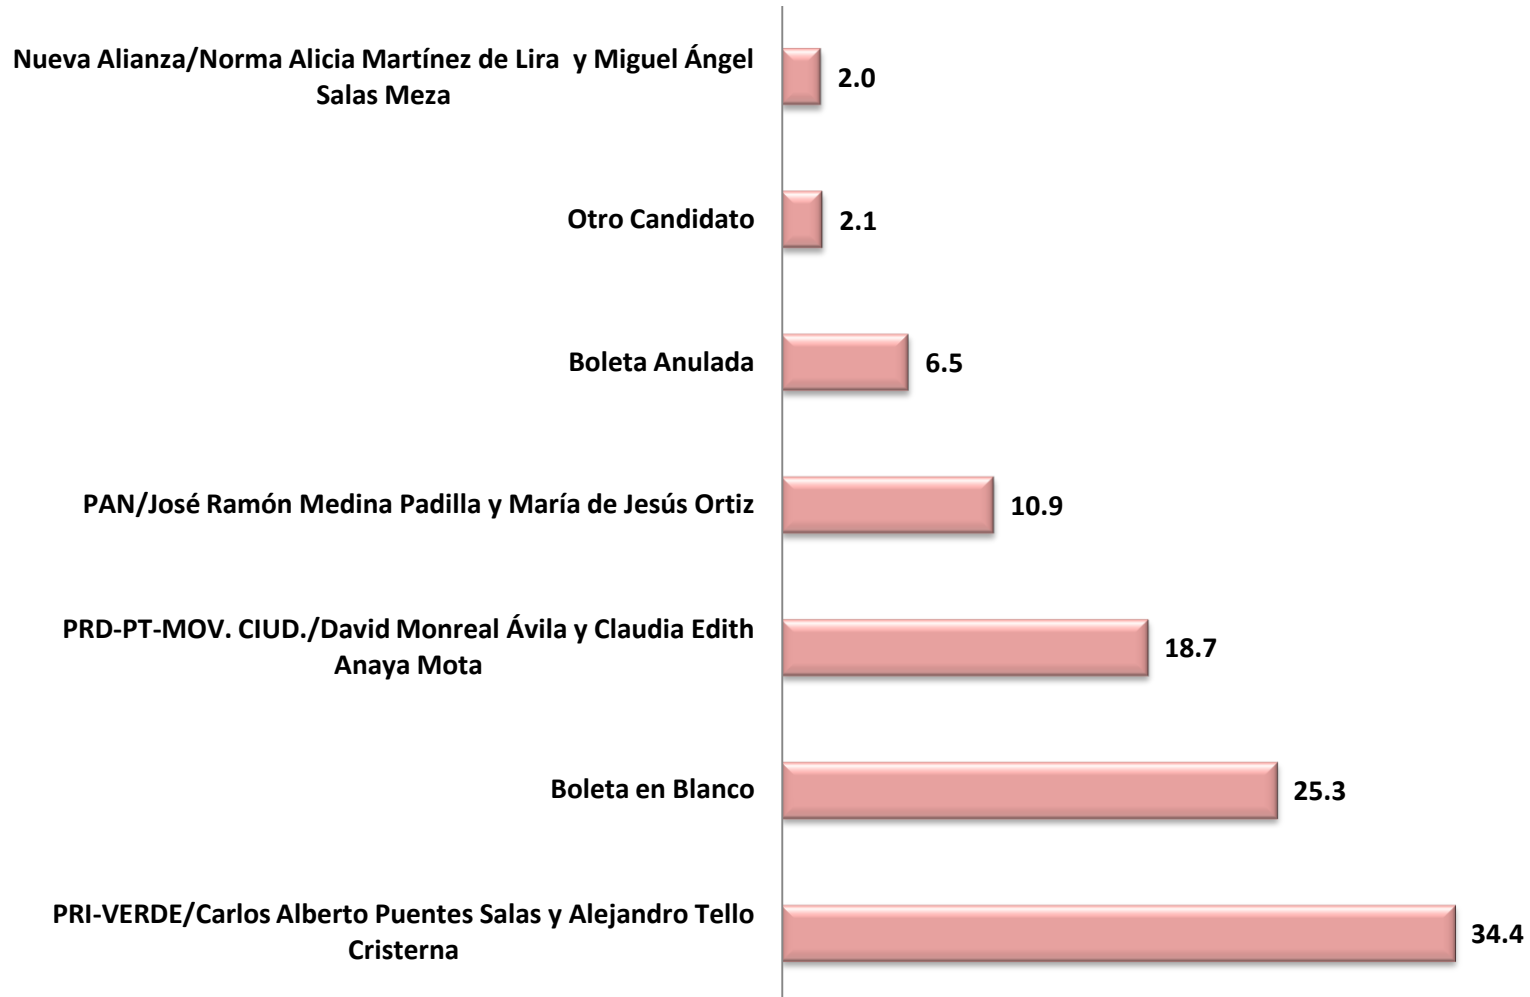 Nueva Alianza/Norma Alicia Martínez de Lira y Miguel Ángel
Salas Meza
2.0
Otro Candidato
2.1
Boleta Anulada
6.5
PAN/José Ramón Medina Padilla y María de Jesús Ortiz
10.9
PRD-PT-MOV. CIUD./David Monreal Ávila y Claudia Edith
Anaya Mota
18.7
Boleta en Blanco
25.3
PRI-VERDE/Carlos Alberto Puentes Salas y Alejandro Tello
Cristerna
34.4